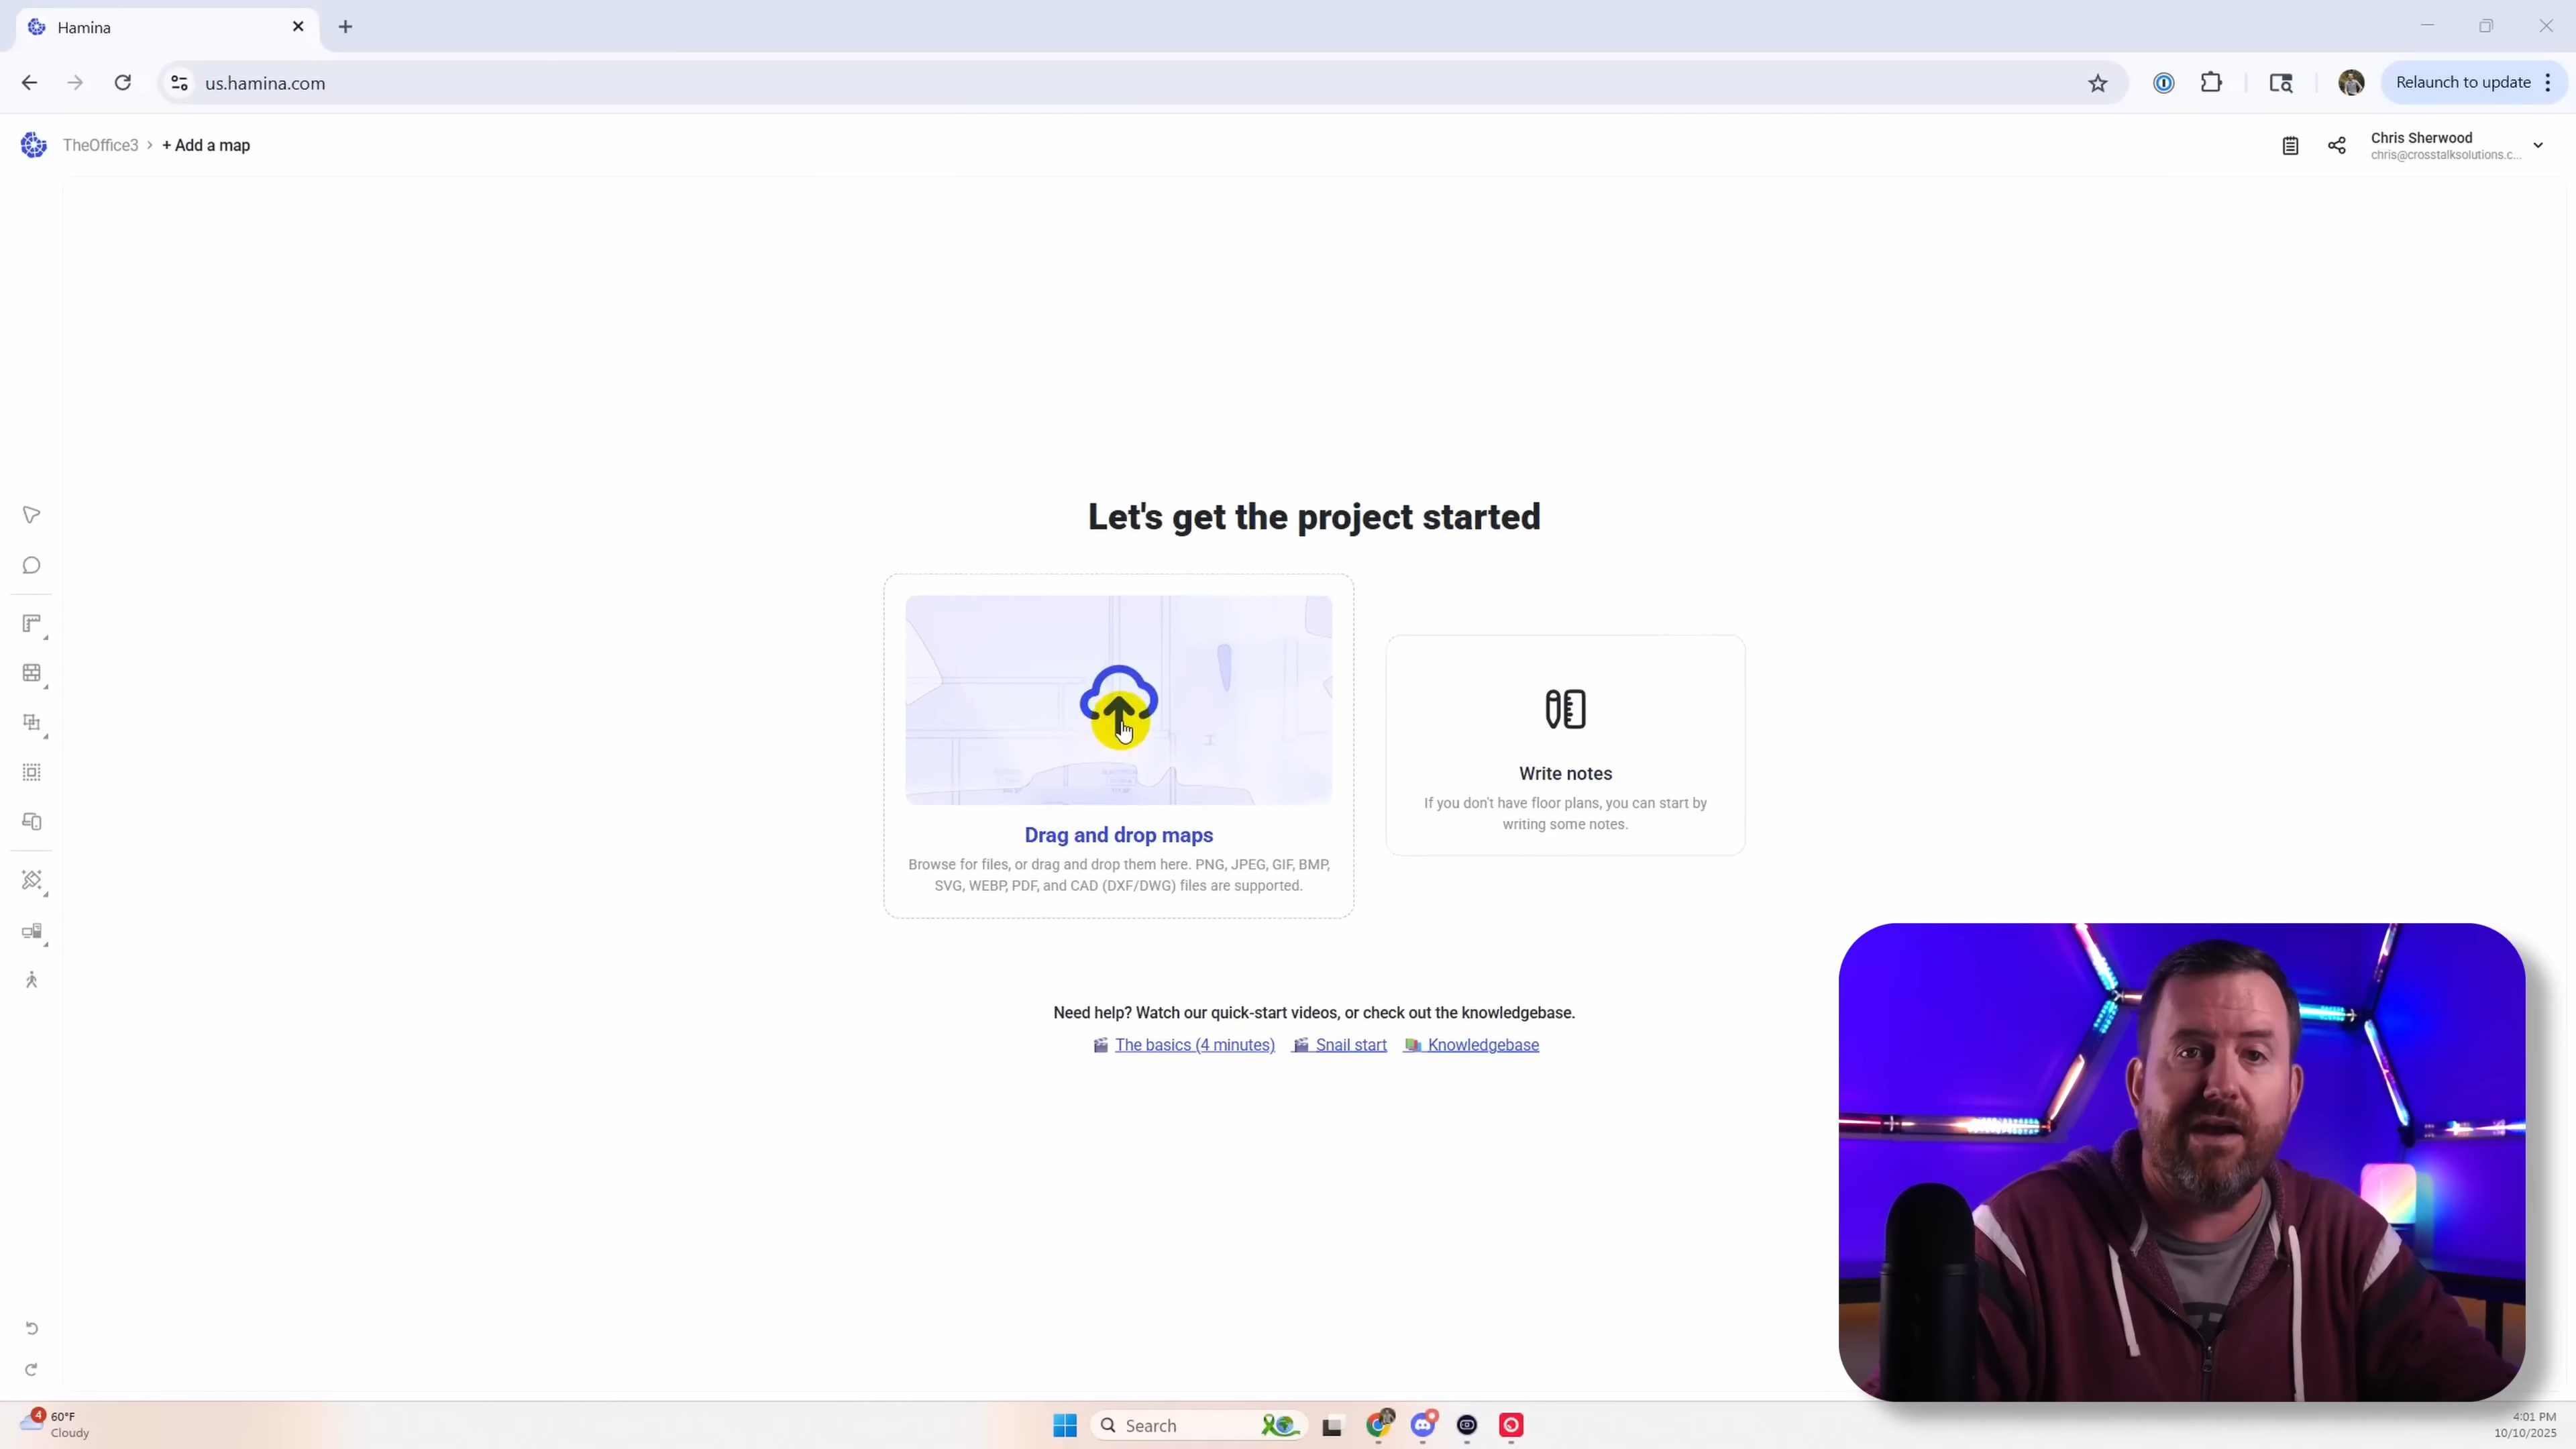 Hamina
us.hamina.com
Relaunch to update
TheOffice3 > + Add a map
Chris Sherwood
chris@crosstalksolutions.c...
Let's get the project started
Drag and drop maps
Browse for files, or drag and drop them here. PNG, JPEG, GIF, BMP,
SVG, WEBP, PDF, and CAD (DXF/DWG) files are supported.
Write notes
If you don't have floor plans, you can start by
writing some notes.
Need help? Watch our quick-start videos, or check out the knowledgebase.
The basics (4 minutes) Snail start Knowledgebase
4
60°F
Cloudy
Search
4:01 PM
10/10/2025